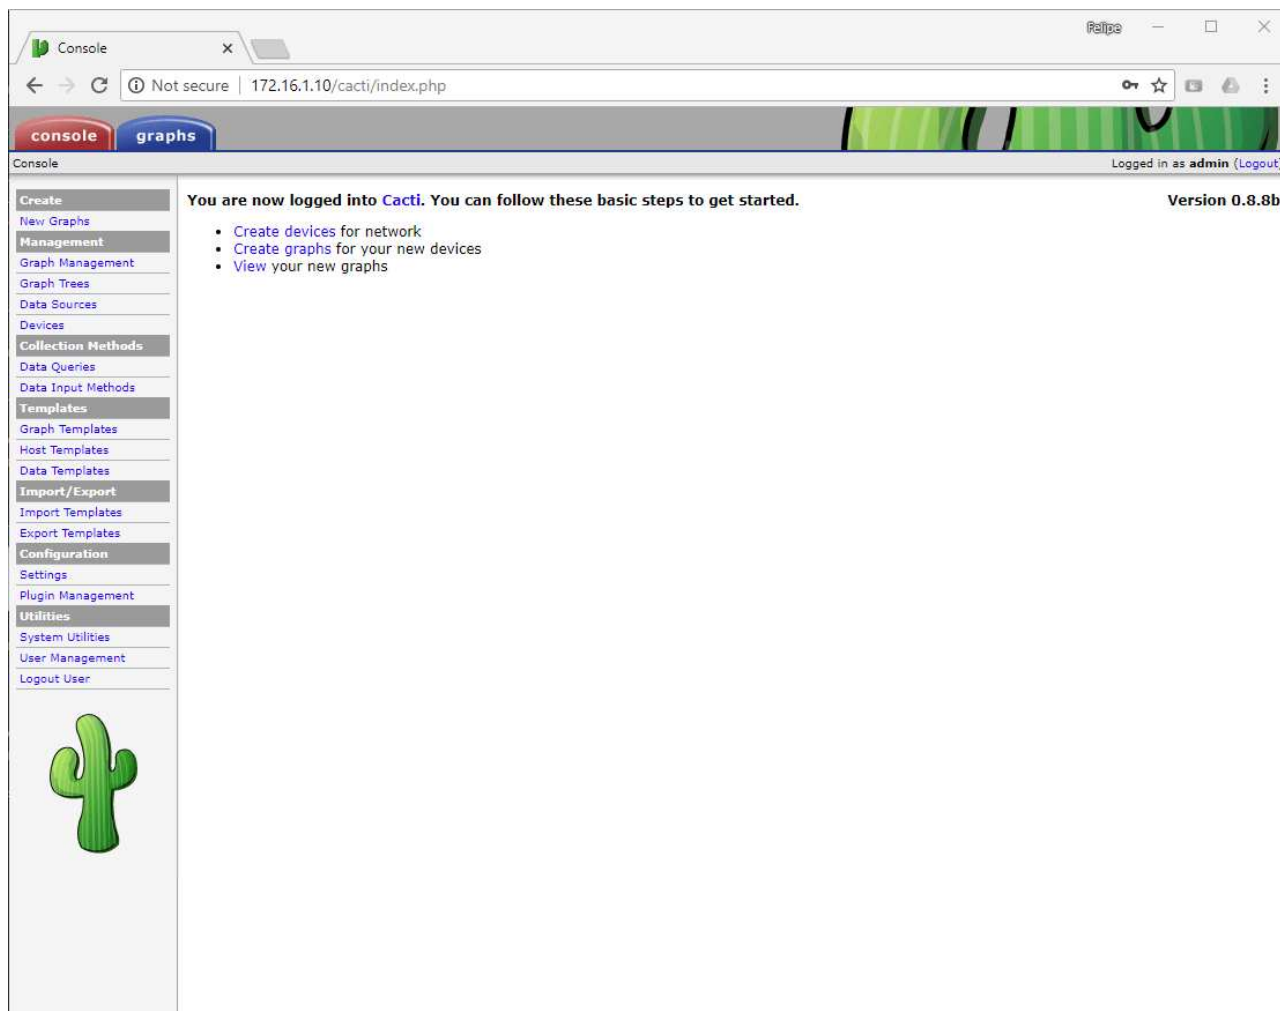 Felipe
Console
Not secure | 172.16.1.10/cacti/index.php
console graphs
Console Logged in as admin (Logout)
Create
New Graphs
Management
Graph Management
Graph Trees
Data Sources
Devices
Collection Methods
Data Queries
Data Input Methods
Templates
Graph Templates
Host Templates
Data Templates
Import/Export
Import Templates
Export Templates
Configuration
Settings
Plugin Management
Utilities
System Utilities
User Management
Logout User
You are now logged into Cacti. You can follow these basic steps to get started. Version 0.8.8b
• Create devices for network
• Create graphs for your new devices
• View your new graphs